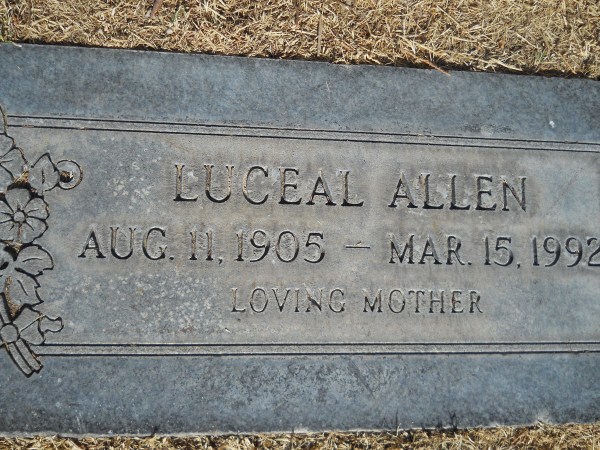 LUCEAL ALLEN
AUG. 11, 1905 — MAR. 15, 1992
LOVING MOTHER